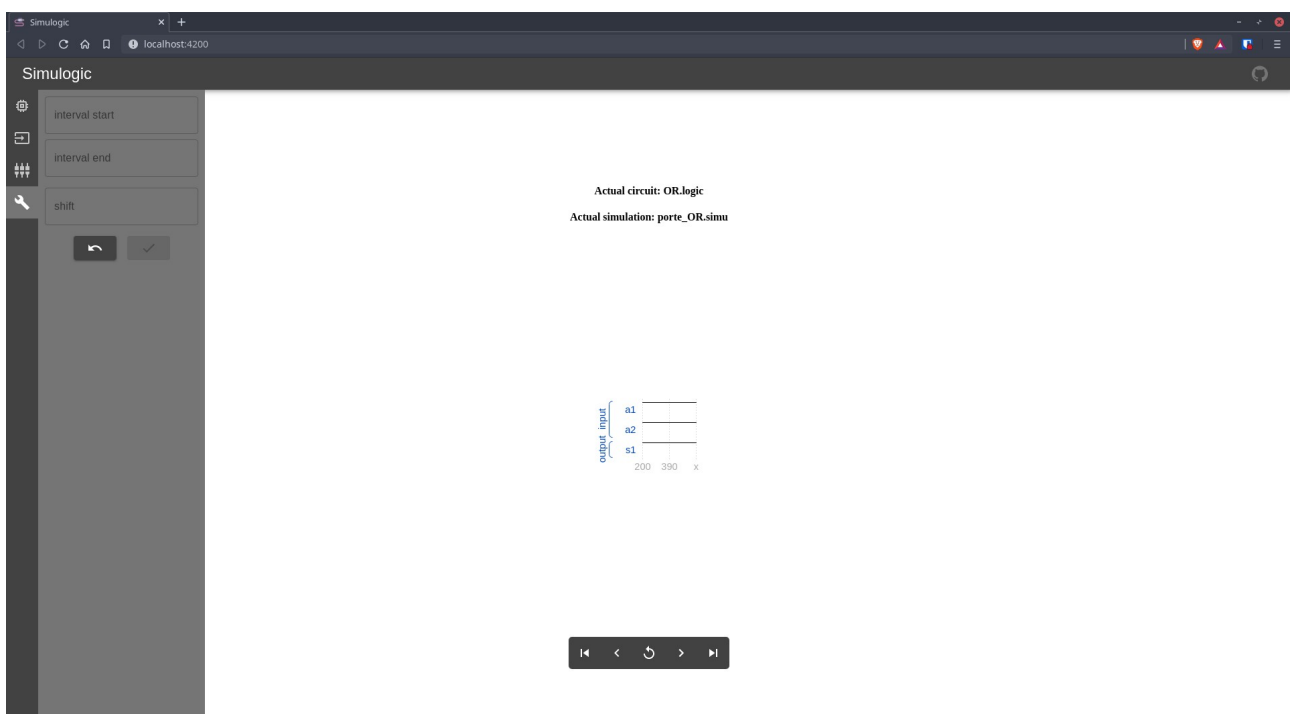 Simulogic
localhost:4200
Simulogic
interval start
interval end
shift
Actual circuit: OR.logic
Actual simulation: porte_OR.simu
input
a1
a2
output
s1
200 390 x